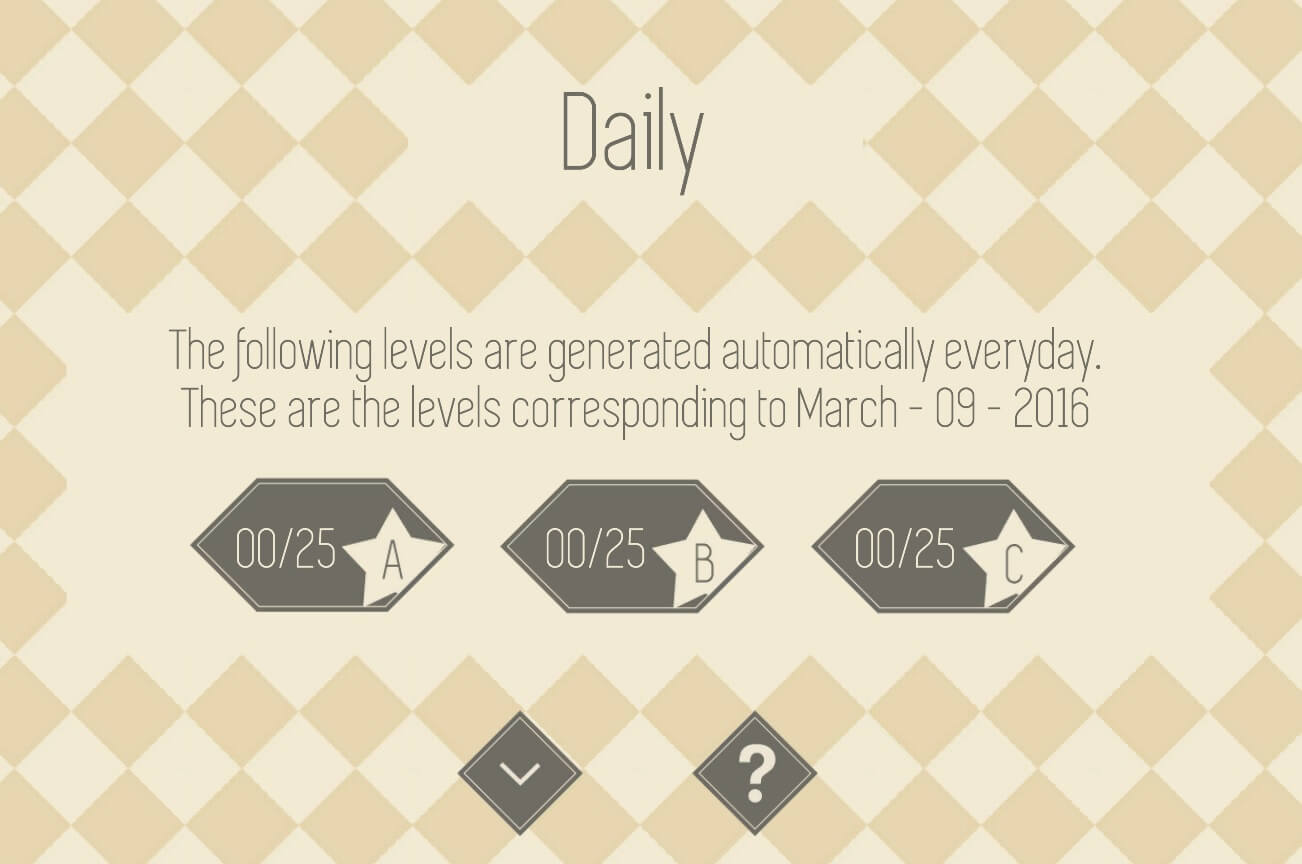 Daily
The following levels are generated automatically everyday.
These are the levels corresponding to March - 09 - 2016
00/25 A
00/25 B
00/25 C
?